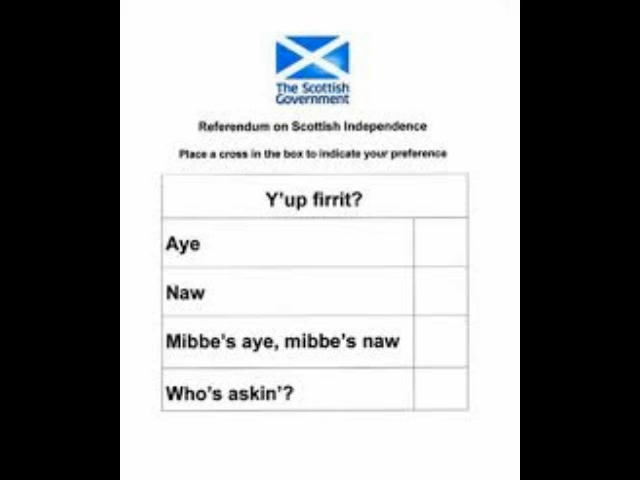 The Scottish
Government
Referendum on Scottish Independence
Place a cross in the box to indicate your preference
Y'up firrit?
Aye
Naw
Mibbe's aye, mibbe's naw
Who's askin'?